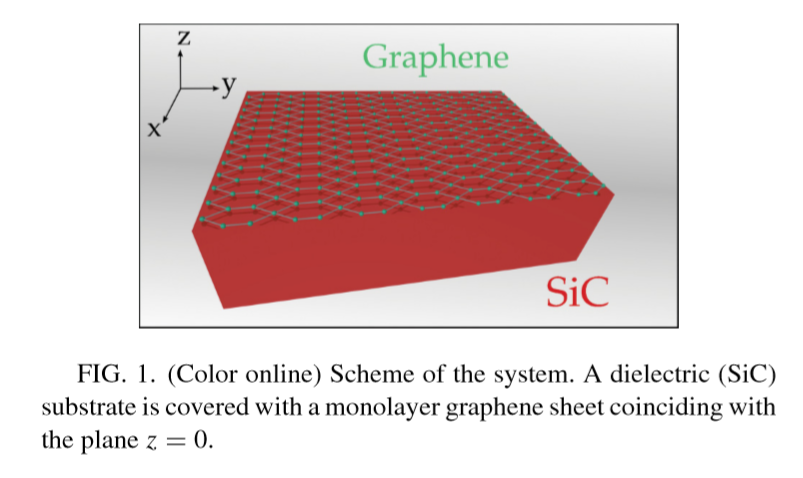 z
Graphene
y
x
SiC
FIG. 1. (Color online) Scheme of the system. A dielectric (SiC)
substrate is covered with a monolayer graphene sheet coinciding with
the plane z = 0.